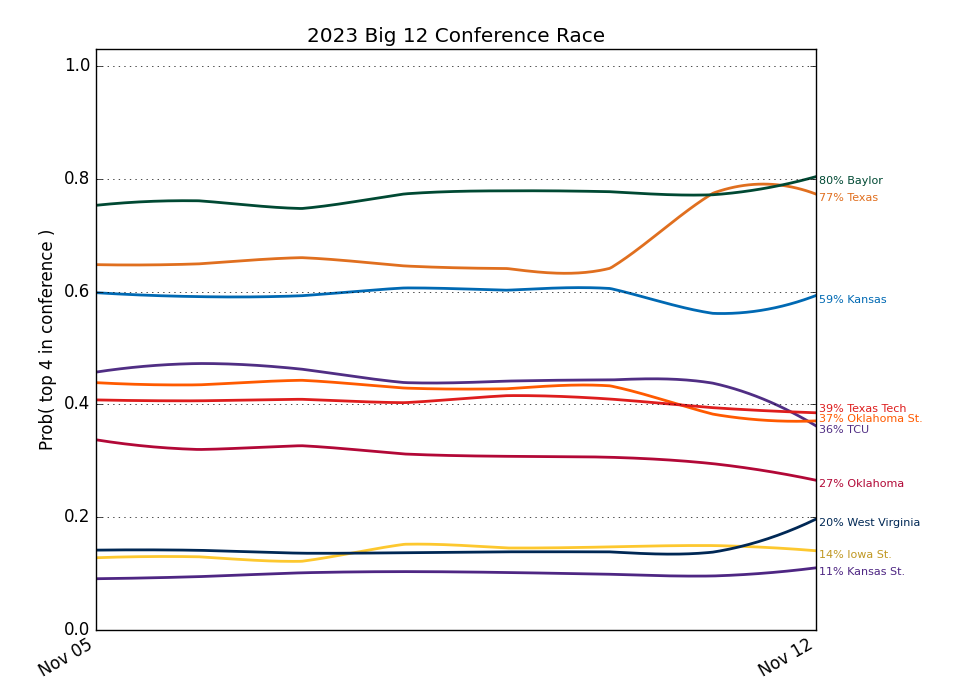 2023 Big 12 Conference Race
1.0
0.8
0.6
0.4
0.2
0.0
Prob( top 4 in conference )
Nov 05
Nov 12
80% Baylor
77% Texas
59% Kansas
39% Texas Tech
37% Oklahoma St.
36% TCU
27% Oklahoma
20% West Virginia
14% Iowa St.
11% Kansas St.